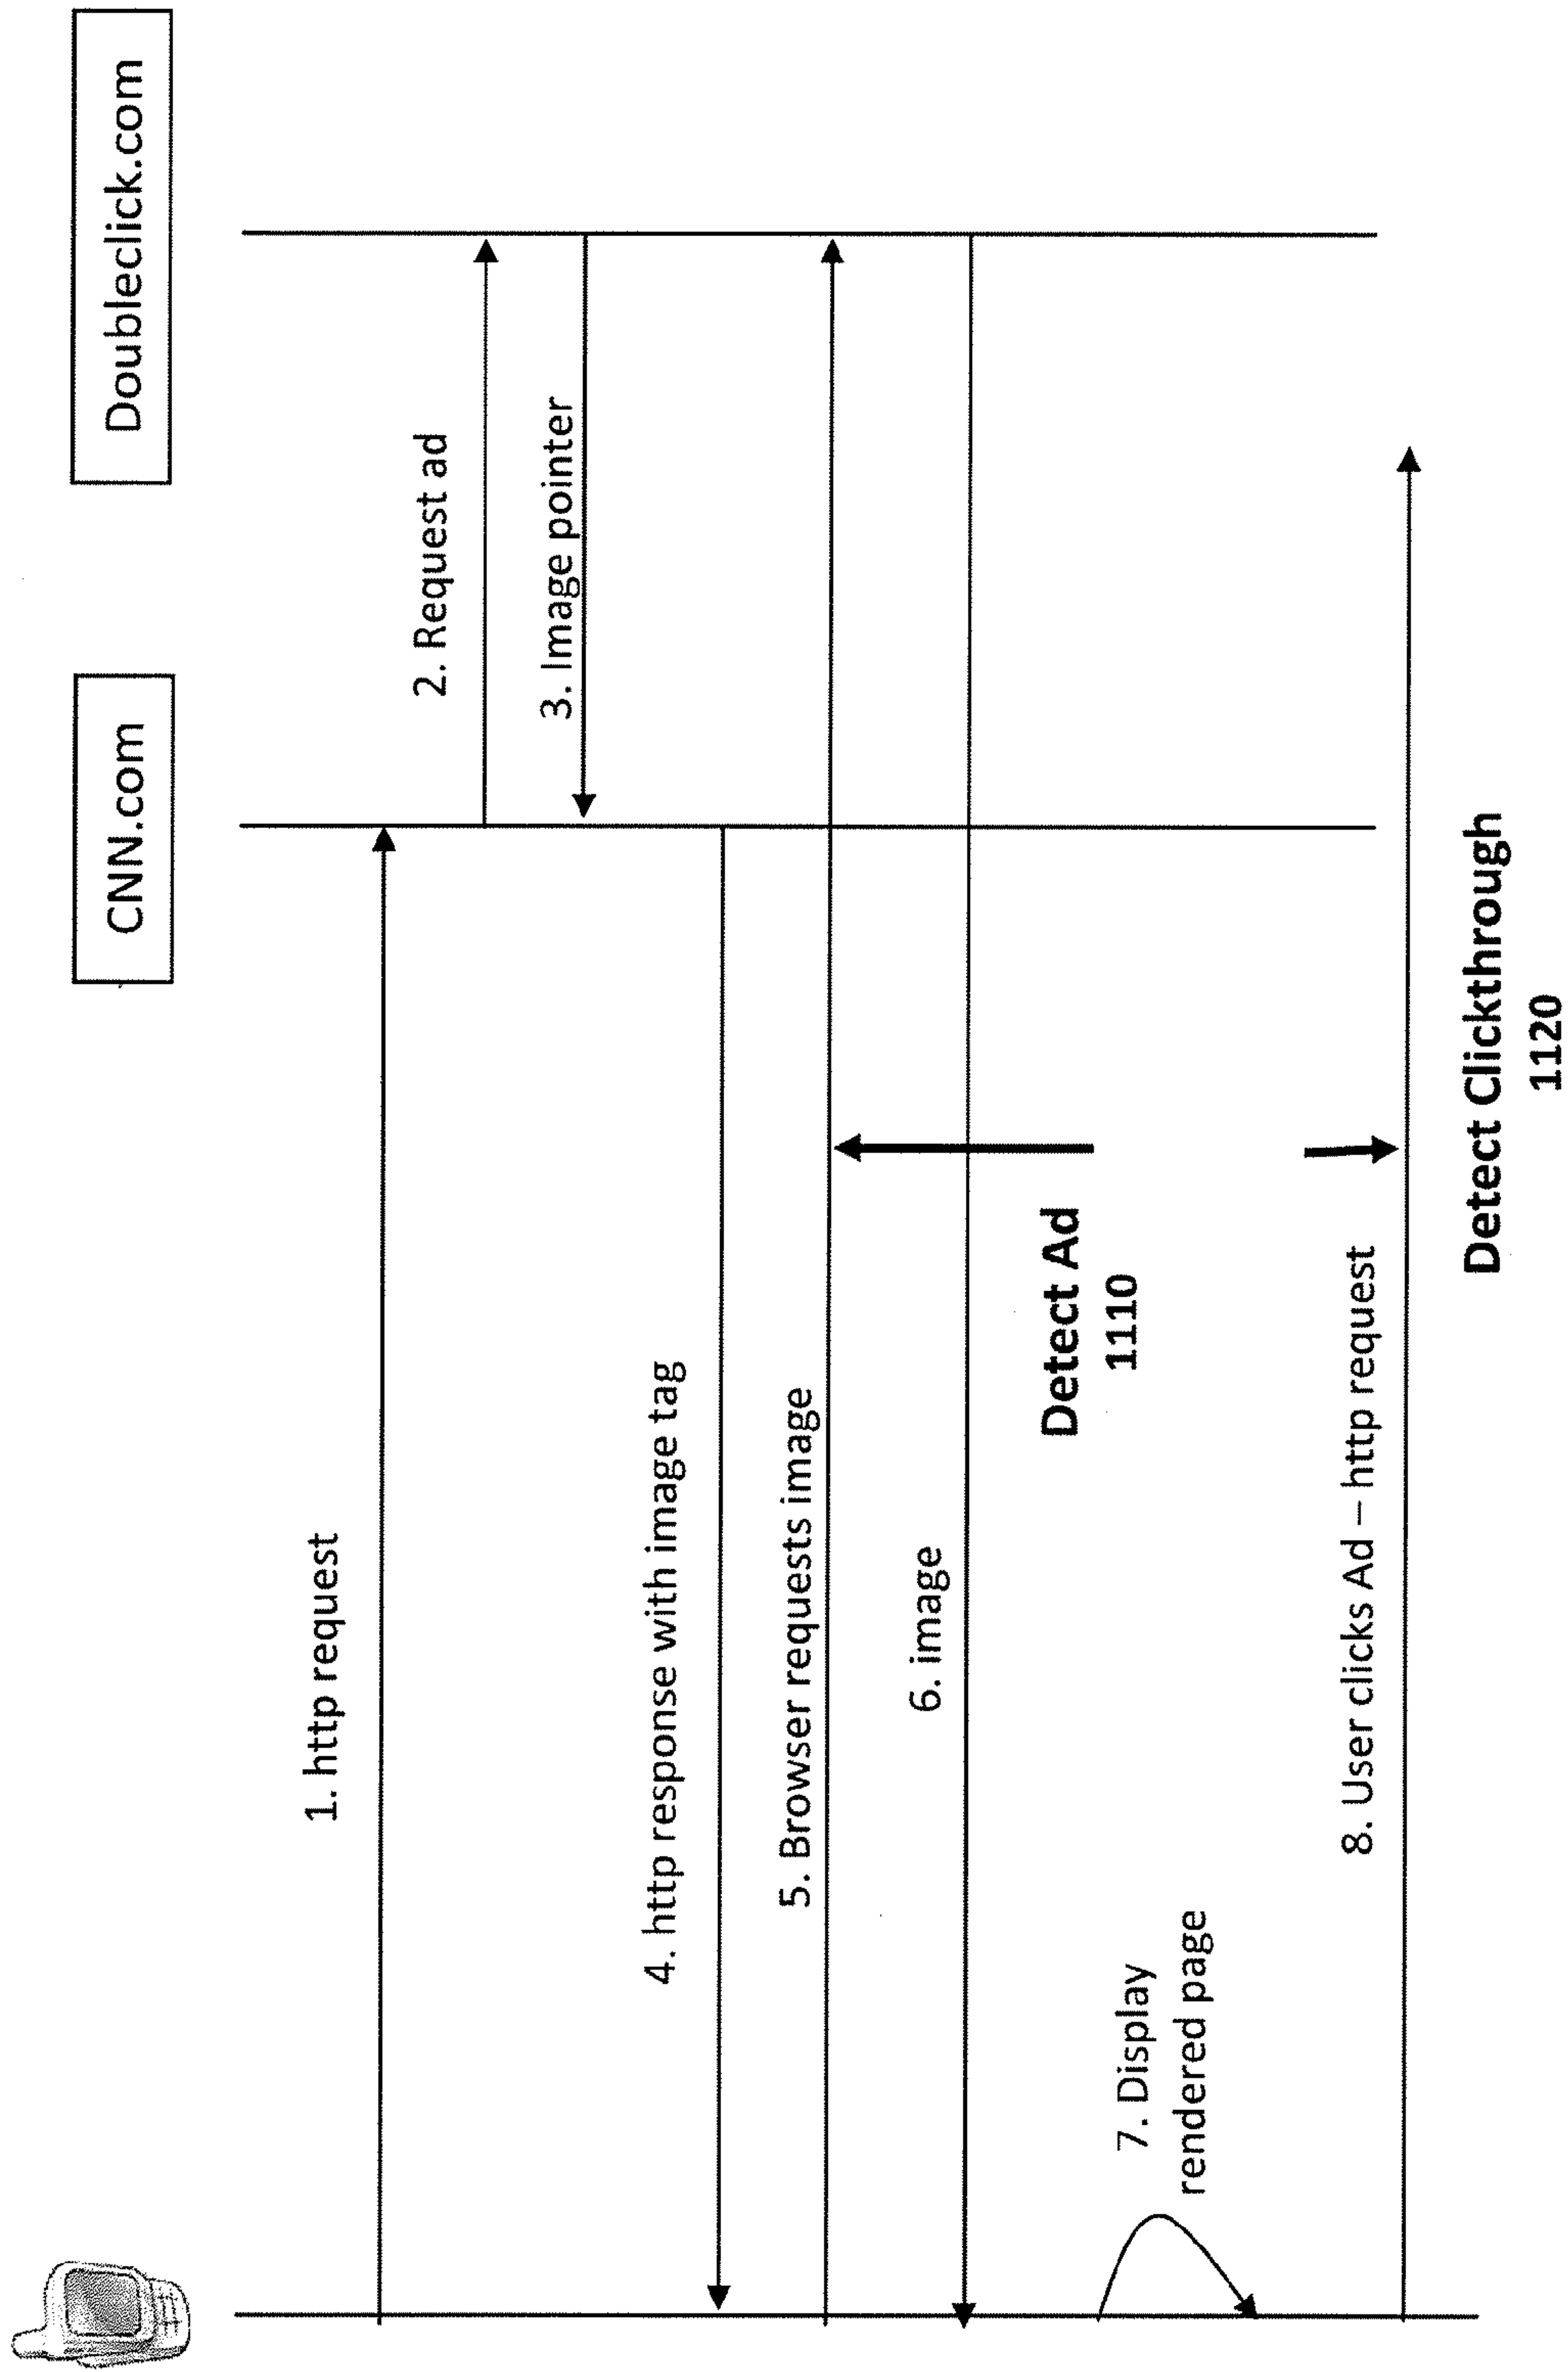 CNN.com
Doubleclick.com
1. http request
2. Request ad
3. Image pointer
4. http response with image tag
5. Browser requests image
6. image
Detect Ad
1110
7. Display
rendered page
8. User clicks Ad – http request
Detect Clickthrough
1120